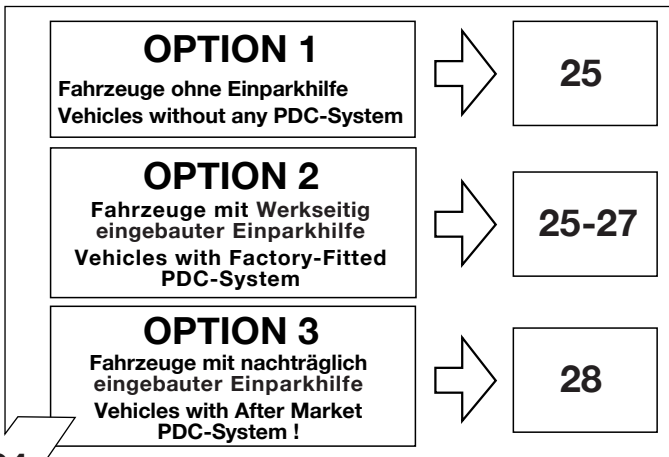 OPTION 1
Fahrzeuge ohne Einparkhilfe
Vehicles without any PDC-System
25
OPTION 2
Fahrzeuge mit Werkseitig
eingebauter Einparkhilfe
Vehicles with Factory-Fitted
PDC-System
25-27
OPTION 3
Fahrzeuge mit nachträglich
eingebauter Einparkhilfe
Vehicles with After Market
PDC-System !
28